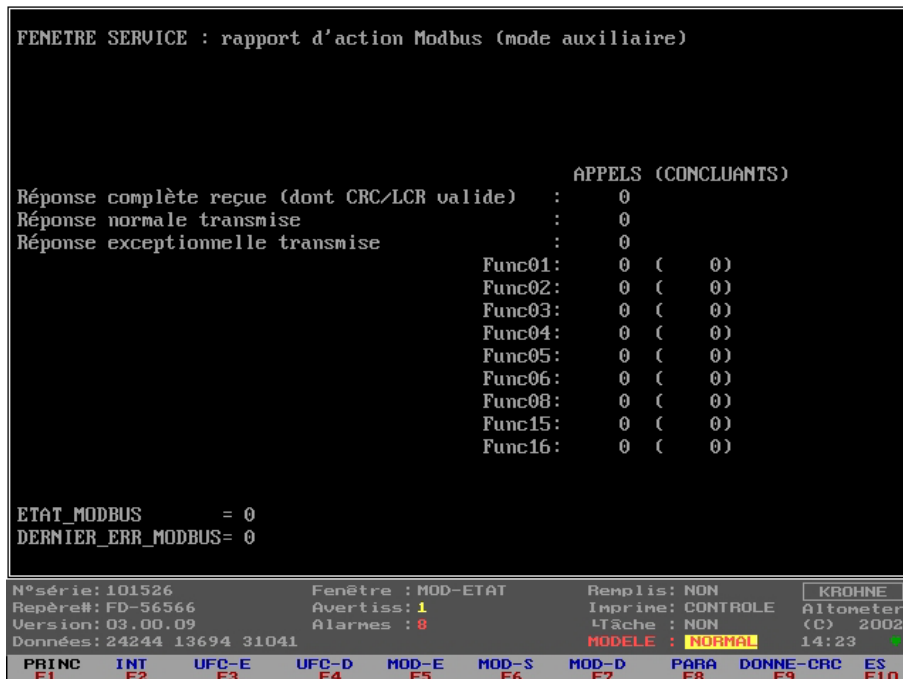 FENETRE SERVICE : rapport d'action Modbus (mode auxiliaire)
APPELS (CONCLUANTS)
Réponse complète reçue (dont CRC/LCR valide) : 0
Réponse normale transmise : 0
Réponse exceptionnelle transmise : 0
Func01: 0 ( 0)
Func02: 0 ( 0)
Func03: 0 ( 0)
Func04: 0 ( 0)
Func05: 0 ( 0)
Func06: 0 ( 0)
Func08: 0 ( 0)
Func15: 0 ( 0)
Func16: 0 ( 0)
ETAT_MODBUS = 0
DERNIER_ERR_MODBUS= 0
N°série: 101526 Fenêtre : MOD-ETAT Remplis: NON KROHNE
Repère#: FD-56566 Avertiss: 1 Imprime: CONTROLE Altometer
Version: 03.00.09 Alarmes : 8 └Tâche : NON (C) 2002
Données: 24244 13694 31041 MODELE : NORMAL 14:23 ♥
PRINC INT UFC-E UFC-D MOD-E MOD-S MOD-D PARA DONNE-CRC ES
F1 F2 F3 F4 F5 F6 F7 F8 F9 F10